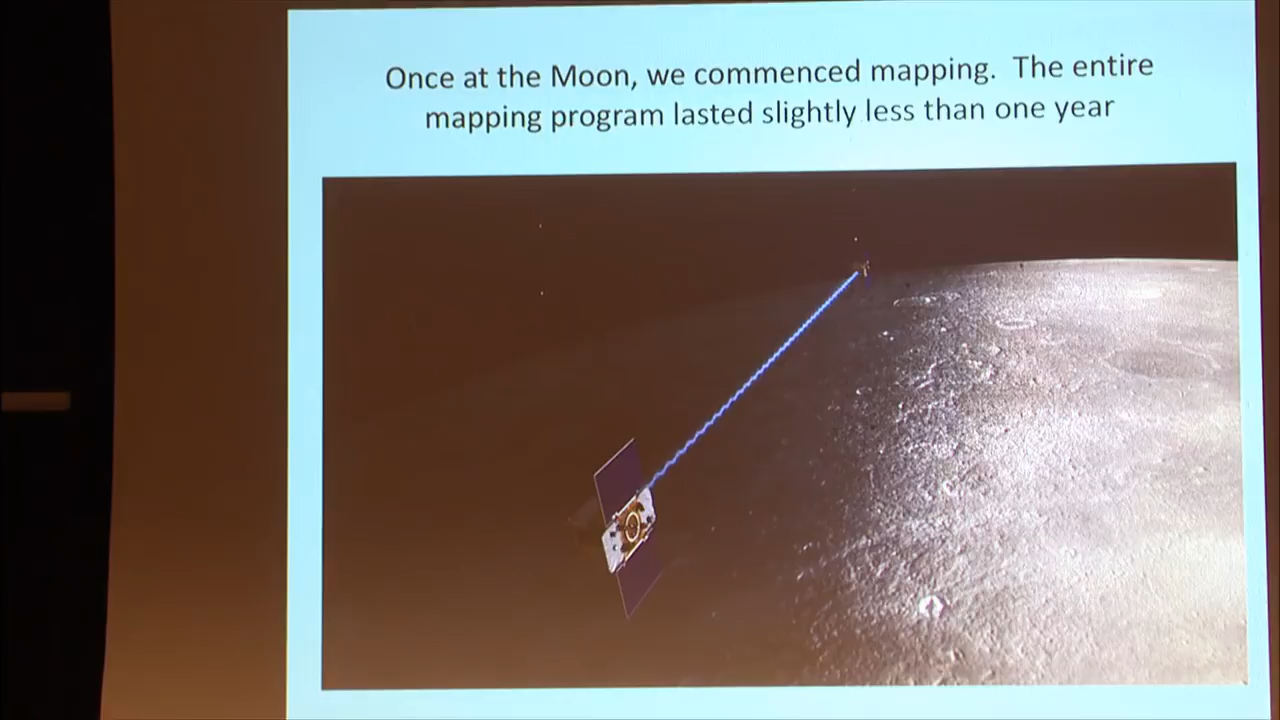 Once at the Moon, we commenced mapping.  The entire
mapping program lasted slightly less than one year